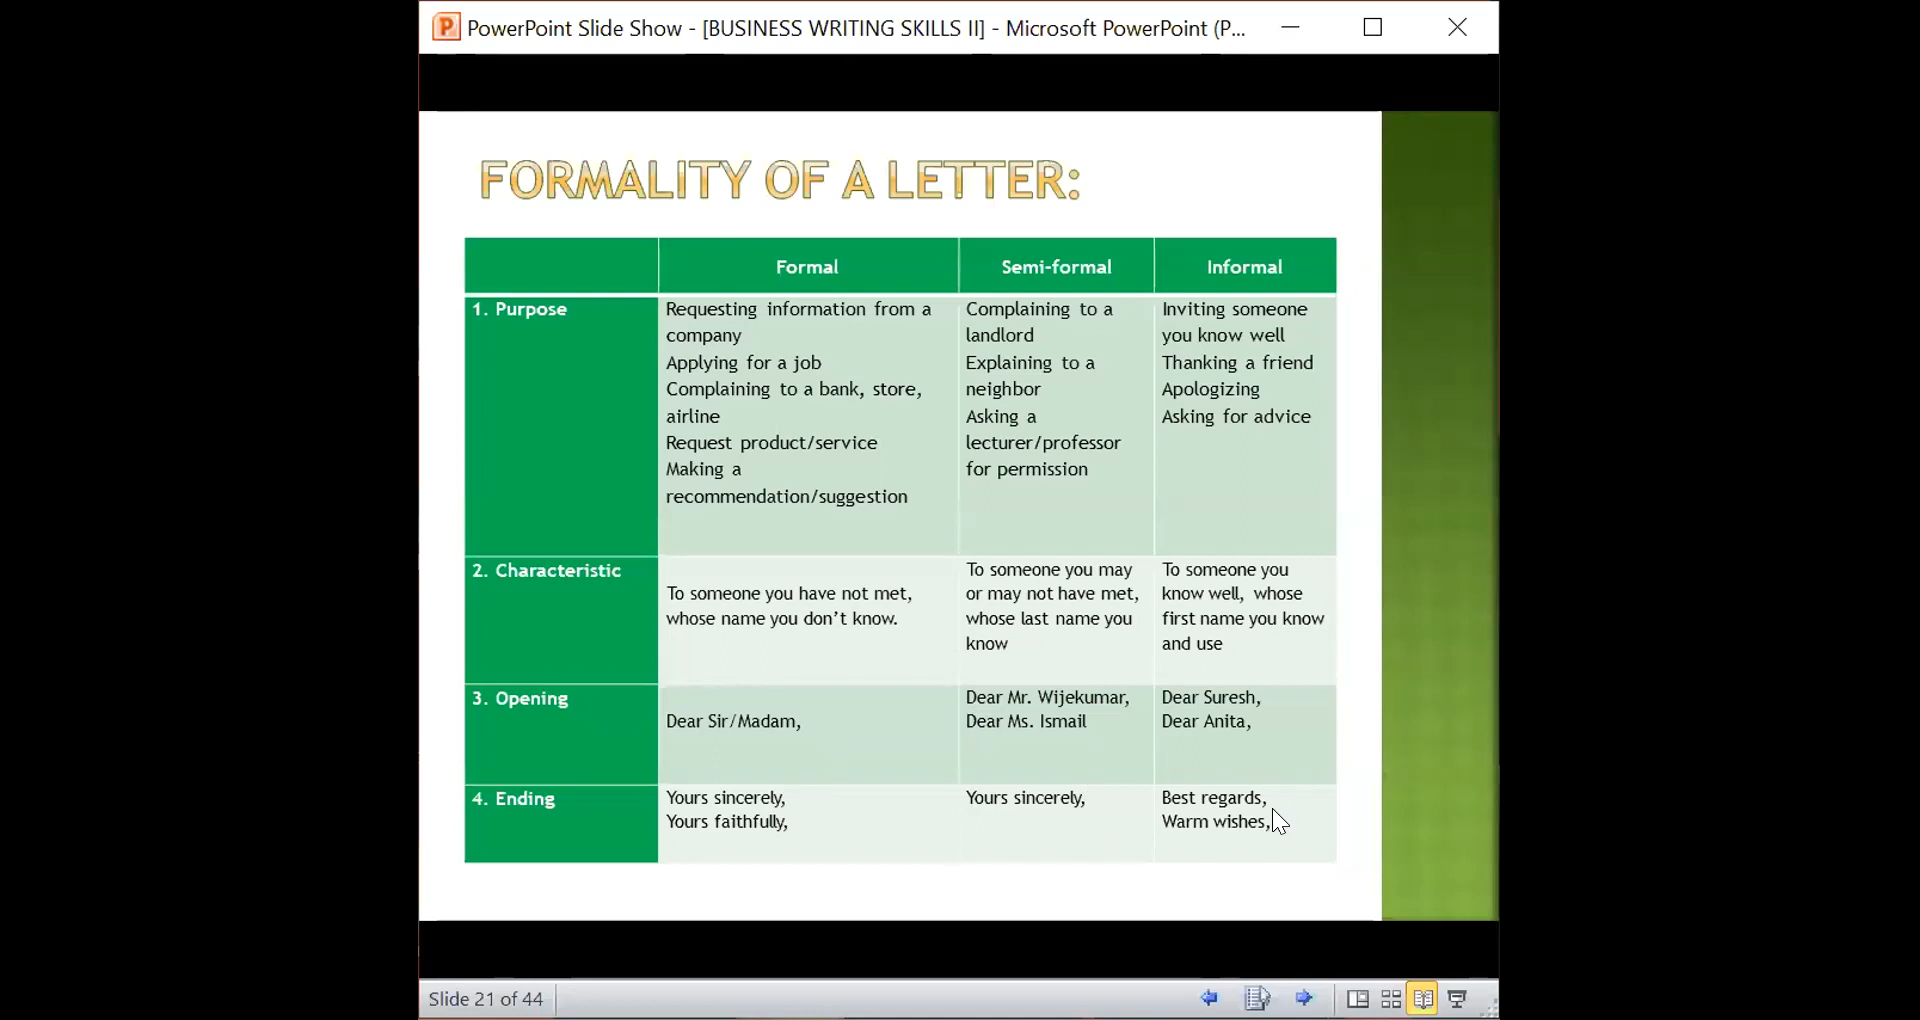 PowerPoint Slide Show - [BUSINESS WRITING SKILLS II] - Microsoft PowerPoint (P...
FORMALITY OF A LETTER:
Formal
Semi-formal
Informal
1. Purpose
Requesting information from a
company
Applying for a job
Complaining to a bank, store,
airline
Request product/service
Making a
recommendation/suggestion
Complaining to a
landlord
Explaining to a
neighbor
Asking a
lecturer/professor
for permission
Inviting someone
you know well
Thanking a friend
Apologizing
Asking for advice
2. Characteristic
To someone you have not met,
whose name you don’t know.
To someone you may
or may not have met,
whose last name you
know
To someone you
know well, whose
first name you know
and use
3. Opening
Dear Sir/Madam,
Dear Mr. Wijekumar,
Dear Ms. Ismail
Dear Suresh,
Dear Anita,
4. Ending
Yours sincerely,
Yours faithfully,
Yours sincerely,
Best regards,
Warm wishes,
Slide 21 of 44